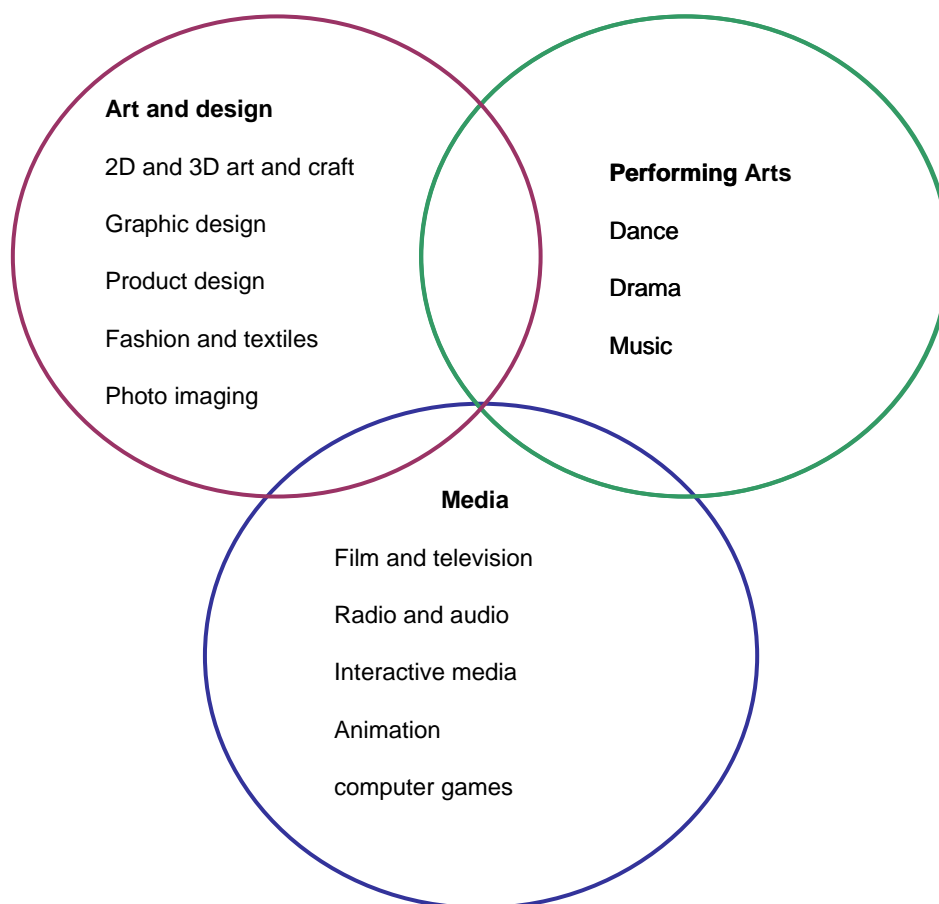 Art and design
2D and 3D art and craft
Graphic design
Product design
Fashion and textiles
Photo imaging
Performing Arts
Dance
Drama
Music
Media
Film and television
Radio and audio
Interactive media
Animation
computer games